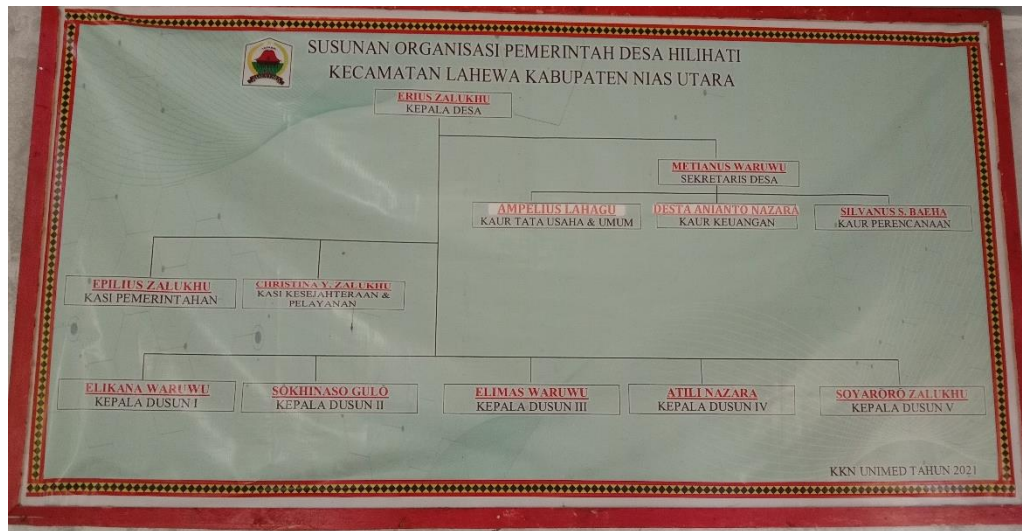 SUSUNAN ORGANISASI PEMERINTAH DESA HILIHATI
KECAMATAN LAHEWA KABUPATEN NIAS UTARA
ERIUS ZALUKHU
KEPALA DESA
METIANUS WARUWU
SEKRETARIS DESA
AMPELIUS LAHAGU
KAUR TATA USAHA & UMUM
DESTA ANIANTO NAZARA
KAUR KEUANGAN
SILVANUS S. BAEHA
KAUR PERENCANAAN
EPILIUS ZALUKHU
KASI PEMERINTAHAN
CHRISTINA Y. ZALUKHU
KASI KESEJAHTERAAN &
PELAYANAN
ELIKANA WARUWU
KEPALA DUSUN I
SÖKHINASO GULÖ
KEPALA DUSUN II
ELIMAS WARUWU
KEPALA DUSUN III
ATILI NAZARA
KEPALA DUSUN IV
SOYARÖRÖ ZALUKHU
KEPALA DUSUN V
KKN UNIMED TAHUN 2021